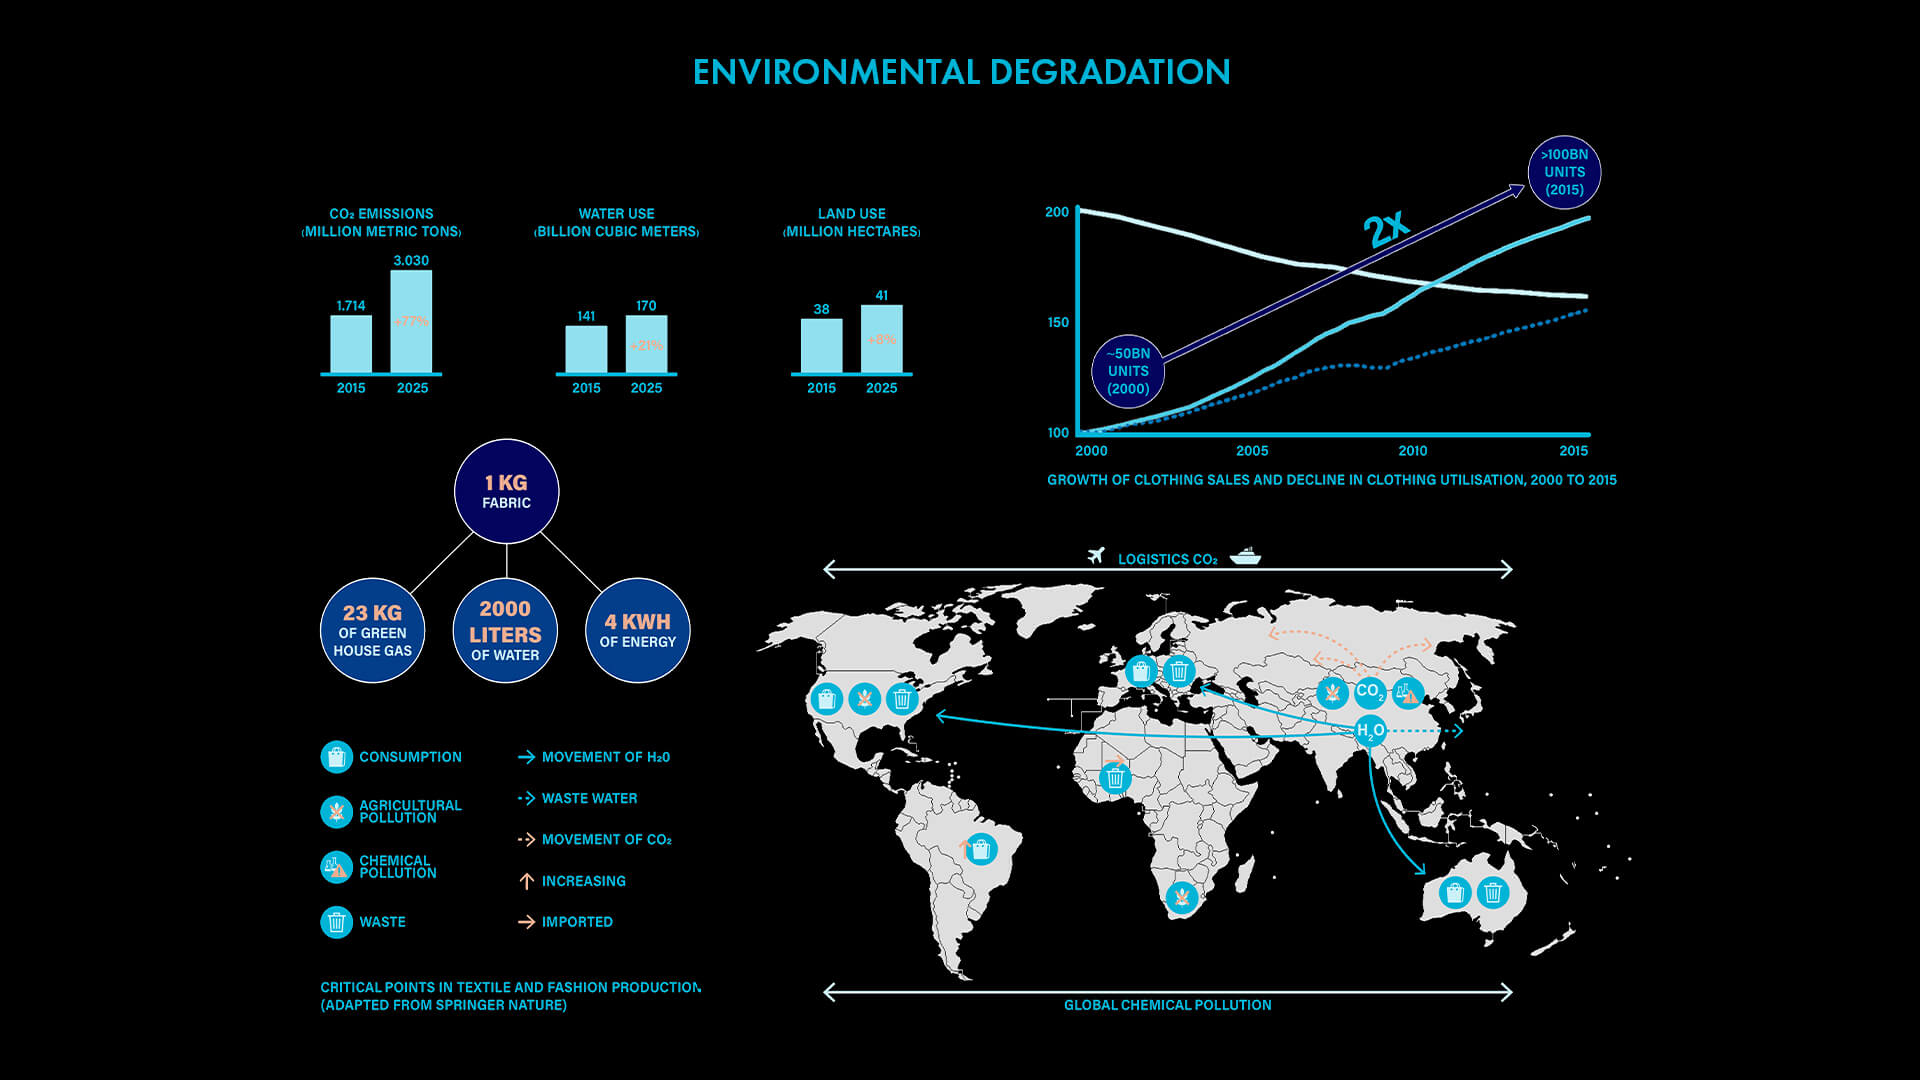 ENVIRONMENTAL DEGRADATION
CO₂ EMISSIONS
(MILLION METRIC TONS)
3.030
1.714
+77%
2015
2025
WATER USE
(BILLION CUBIC METERS)
141
170
+21%
2015
2025
LAND USE
(MILLION HECTARES)
38
41
+8%
2015
2025
>100BN
UNITS
(2015)
2x
~50BN
UNITS
(2000)
200
150
100
2000
2005
2010
2015
GROWTH OF CLOTHING SALES AND DECLINE IN CLOTHING UTILISATION, 2000 TO 2015
1 KG
FABRIC
23 KG
OF GREEN
HOUSE GAS
2000
LITERS
OF WATER
4 KWH
OF ENERGY
LOGISTICS CO₂
CO₂
H₂O
CONSUMPTION
AGRICULTURAL
POLLUTION
CHEMICAL
POLLUTION
WASTE
MOVEMENT OF H₂0
WASTE WATER
MOVEMENT OF CO₂
INCREASING
IMPORTED
CRITICAL POINTS IN TEXTILE AND FASHION PRODUCTION
(ADAPTED FROM SPRINGER NATURE)
GLOBAL CHEMICAL POLLUTION